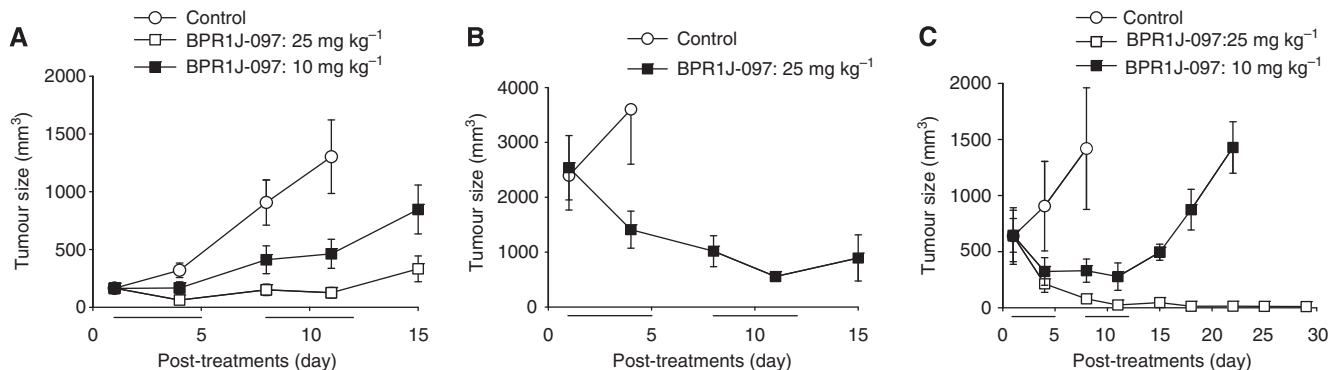 A
Control
BPR1J-097: 25 mg kg⁻¹
BPR1J-097: 10 mg kg⁻¹
Tumour size (mm³)
2000
1500
1000
500
0
0 5 10 15
Post-treatments (day)
B
Control
BPR1J-097: 25 mg kg⁻¹
Tumour size (mm³)
4000
3000
2000
1000
0
0 5 10 15
Post-treatments (day)
C
Control
BPR1J-097:25 mg kg⁻¹
BPR1J-097: 10 mg kg⁻¹
Tumour size (mm³)
2000
1500
1000
500
0
0 5 10 15 20 25 30
Post-treatments (day)